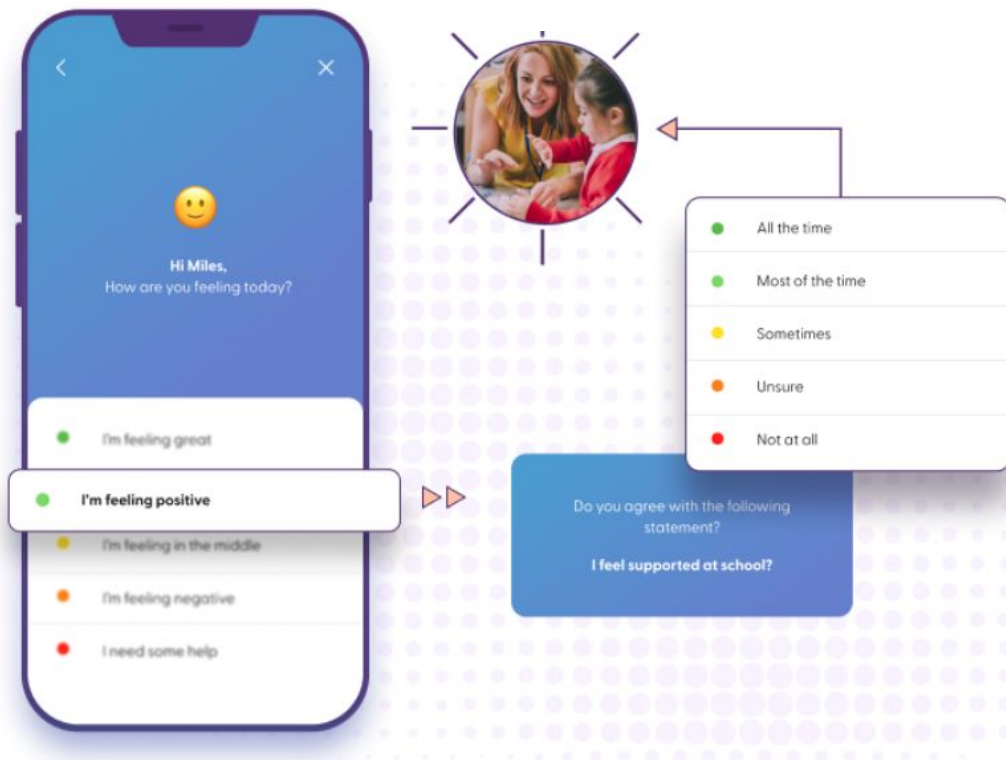 Hi Miles,
How are you feeling today?
I'm feeling great
I'm feeling positive
I'm feeling in the middle
I'm feeling negative
I need some help
Do you agree with the following
statement?
I feel supported at school?
All the time
Most of the time
Sometimes
Unsure
Not at all